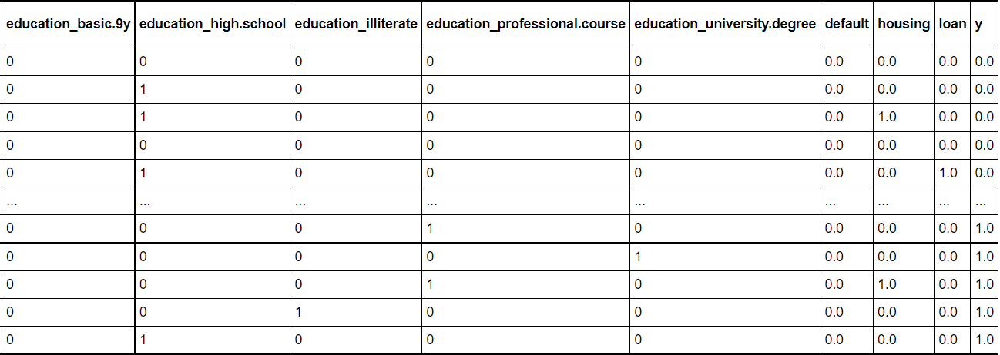 education_basic.9y education_high.school education_illiterate education_professional.course education_university.degree default housing loan y
0 0 0 0 0 0.0 0.0 0.0 0.0
0 1 0 0 0 0.0 0.0 0.0 0.0
0 1 0 0 0 0.0 1.0 0.0 0.0
0 0 0 0 0 0.0 0.0 0.0 0.0
0 1 0 0 0 0.0 0.0 1.0 0.0
... ... ... ... ... ... ... ... ...
0 0 0 1 0 0.0 0.0 0.0 1.0
0 0 0 0 1 0.0 0.0 0.0 1.0
0 0 0 1 0 0.0 1.0 0.0 1.0
0 0 1 0 0 0.0 0.0 0.0 1.0
0 1 0 0 0 0.0 0.0 0.0 1.0